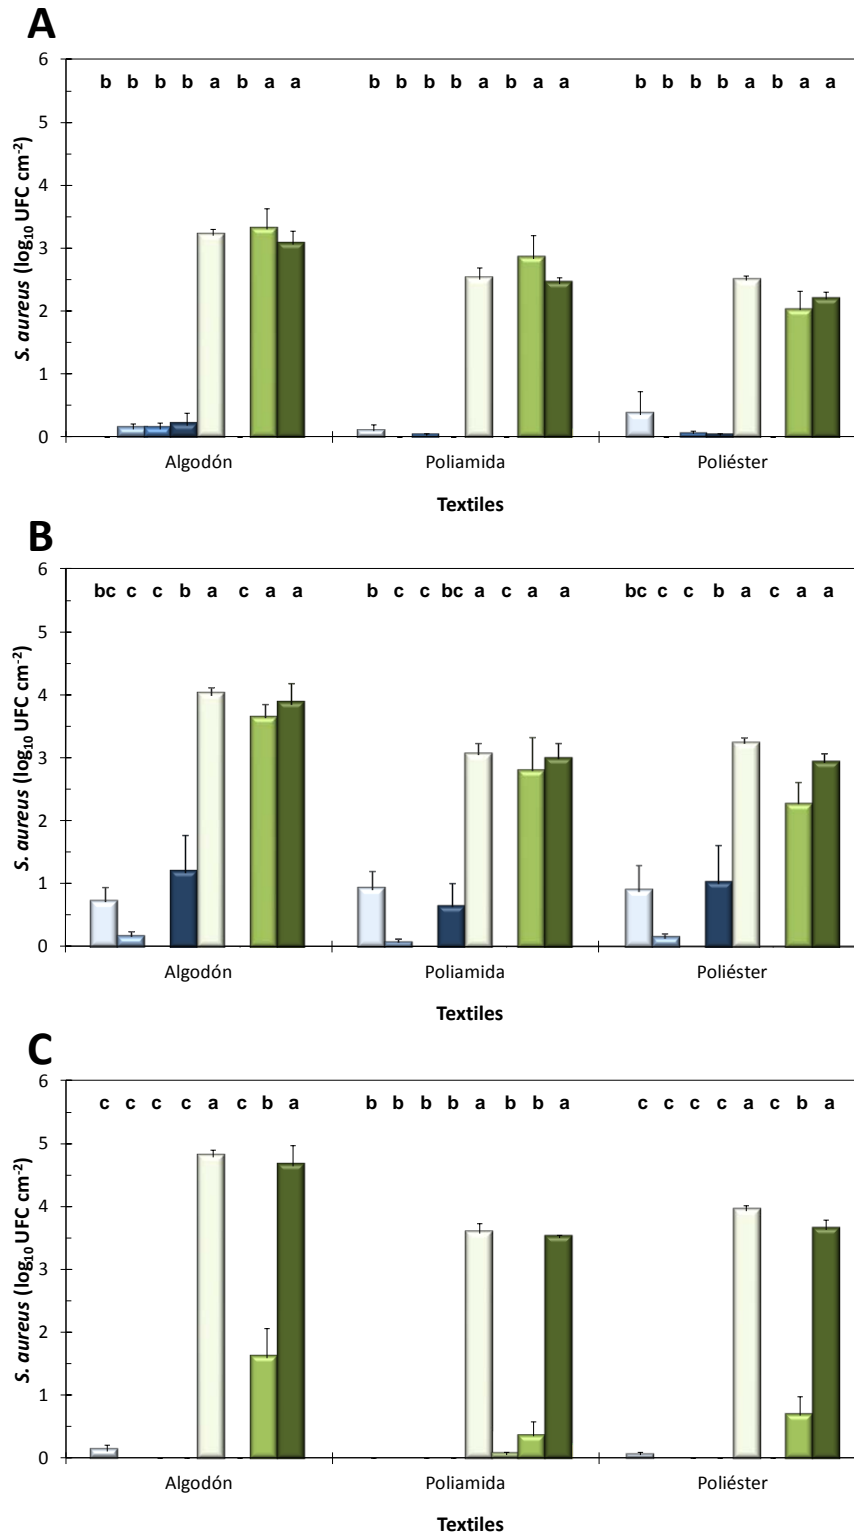 A
6
b b b b a b a a b b b b a b a a b b b b a b a a
5
4
3
2
1
0
S. aureus (log10 UFC cm-2)
Algodón Poliamida Poliéster
Textiles
B
6
bc c c b a c a a b c c bc a c a a bc c c b a c a a
5
4
3
2
1
0
S. aureus (log10 UFC cm-2)
Algodón Poliamida Poliéster
Textiles
C
6
c c c c a c b a b b b b a b b a c c c c a c b a
5
4
3
2
1
0
S. aureus (log10 UFC cm-2)
Algodón Poliamida Poliéster
Textiles